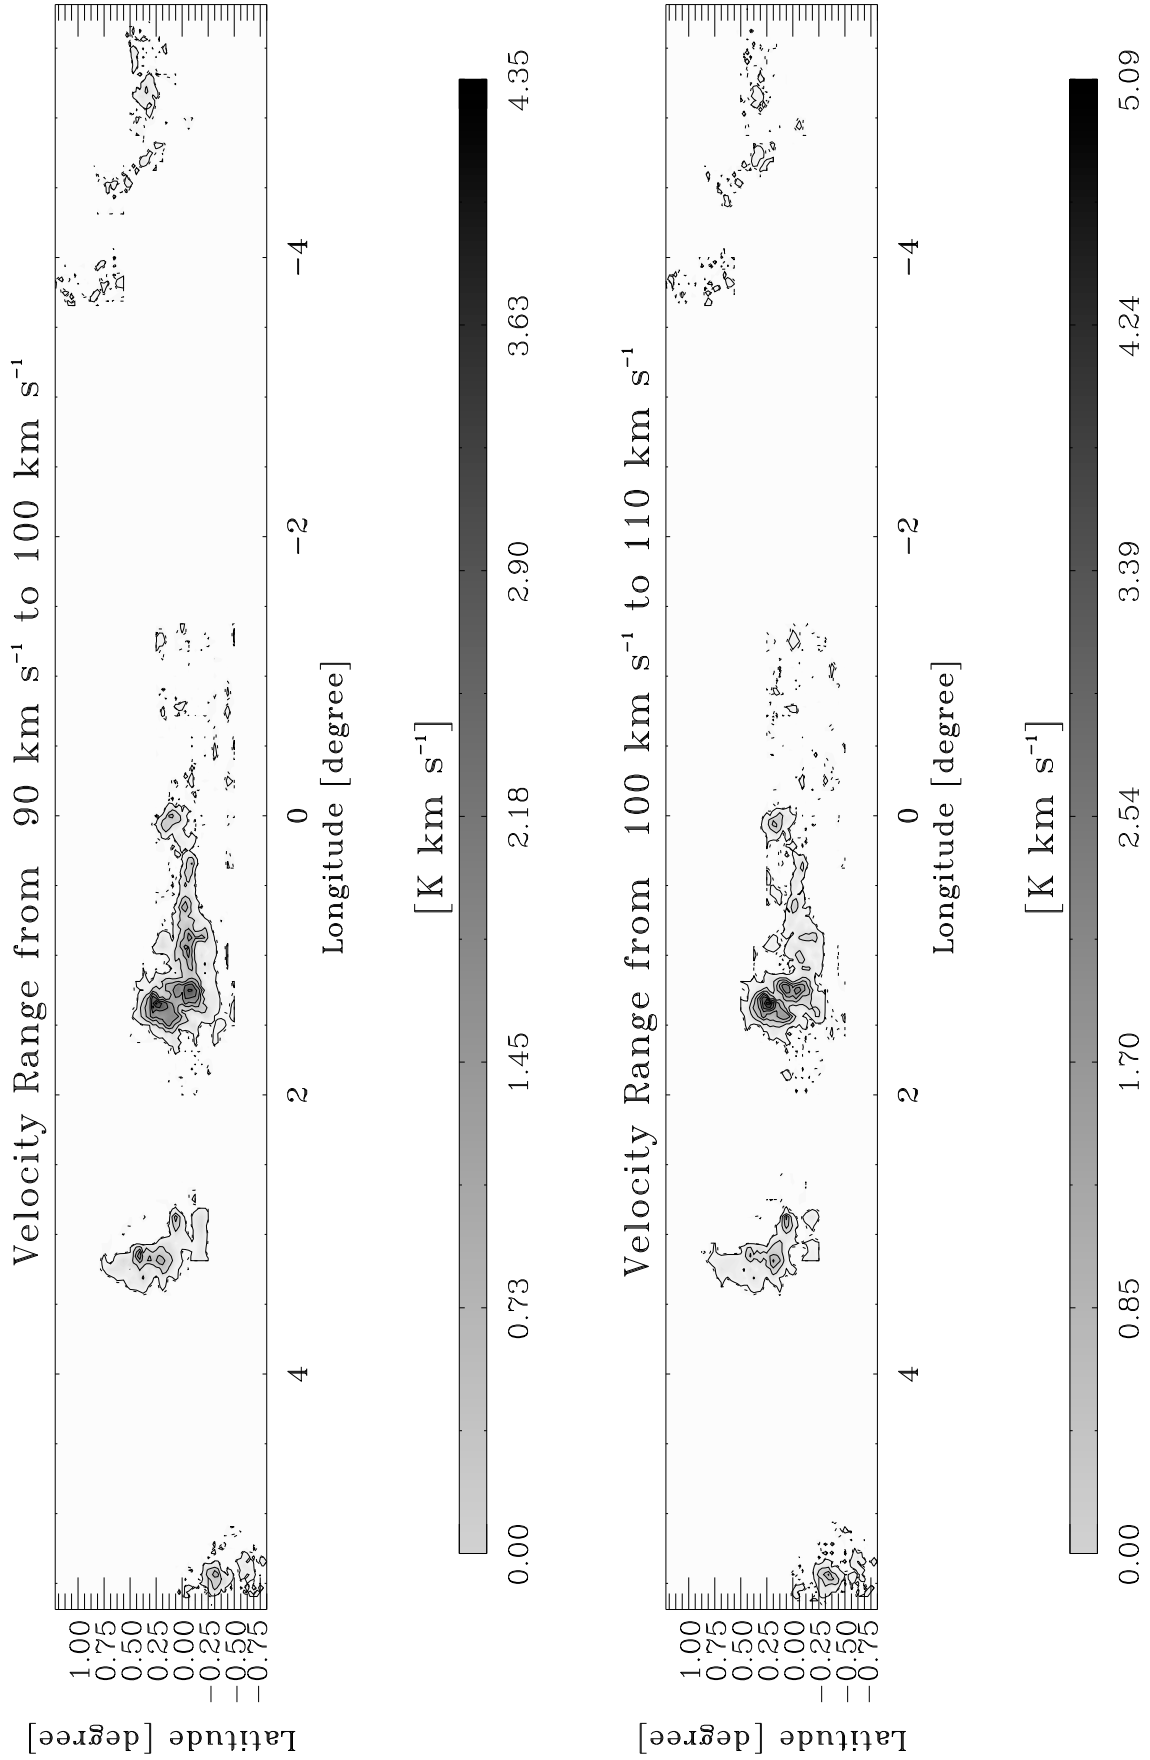 Velocity Range from 90 km s⁻¹ to 100 km s⁻¹
Latitude [degree]
1.00
0.75
0.50
0.25
0.00
−0.25
−0.50
−0.75
4 2 0 −2 −4
Longitude [degree]
[K km s⁻¹]
0.00 0.73 1.45 2.18 2.90 3.63 4.35
Velocity Range from 100 km s⁻¹ to 110 km s⁻¹
Latitude [degree]
1.00
0.75
0.50
0.25
0.00
−0.25
−0.50
−0.75
4 2 0 −2 −4
Longitude [degree]
[K km s⁻¹]
0.00 0.85 1.70 2.54 3.39 4.24 5.09